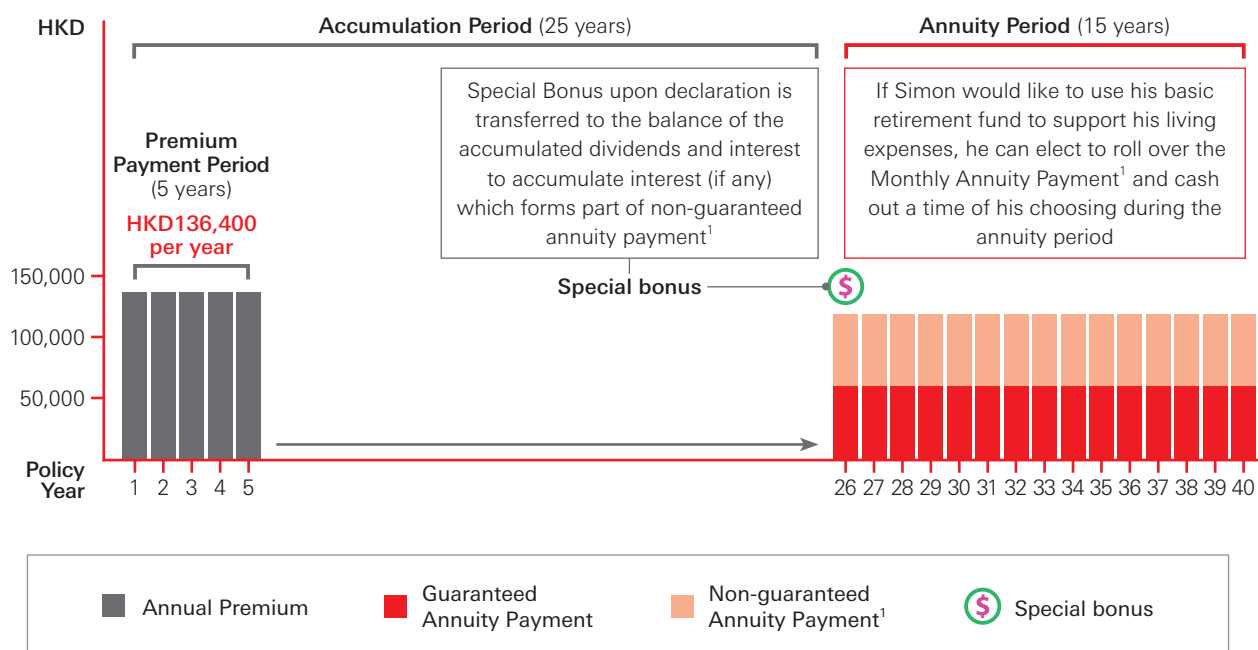 HKD
Accumulation Period (25 years)
Annuity Period (15 years)
Special Bonus upon declaration is
transferred to the balance of the
accumulated dividends and interest
to accumulate interest (if any)
which forms part of non-guaranteed
annuity payment1
If Simon would like to use his basic
retirement fund to support his living
expenses, he can elect to roll over the
Monthly Annuity Payment1 and cash
out a time of his choosing during the
annuity period
Premium
Payment Period
(5 years)
HKD136,400
per year
Special bonus
$
150,000
100,000
50,000
Policy
Year
1 2 3 4 5 26 27 28 29 30 31 32 33 34 35 36 37 38 39 40
Annual Premium
Guaranteed
Annuity Payment
Non-guaranteed
Annuity Payment1
$ Special bonus